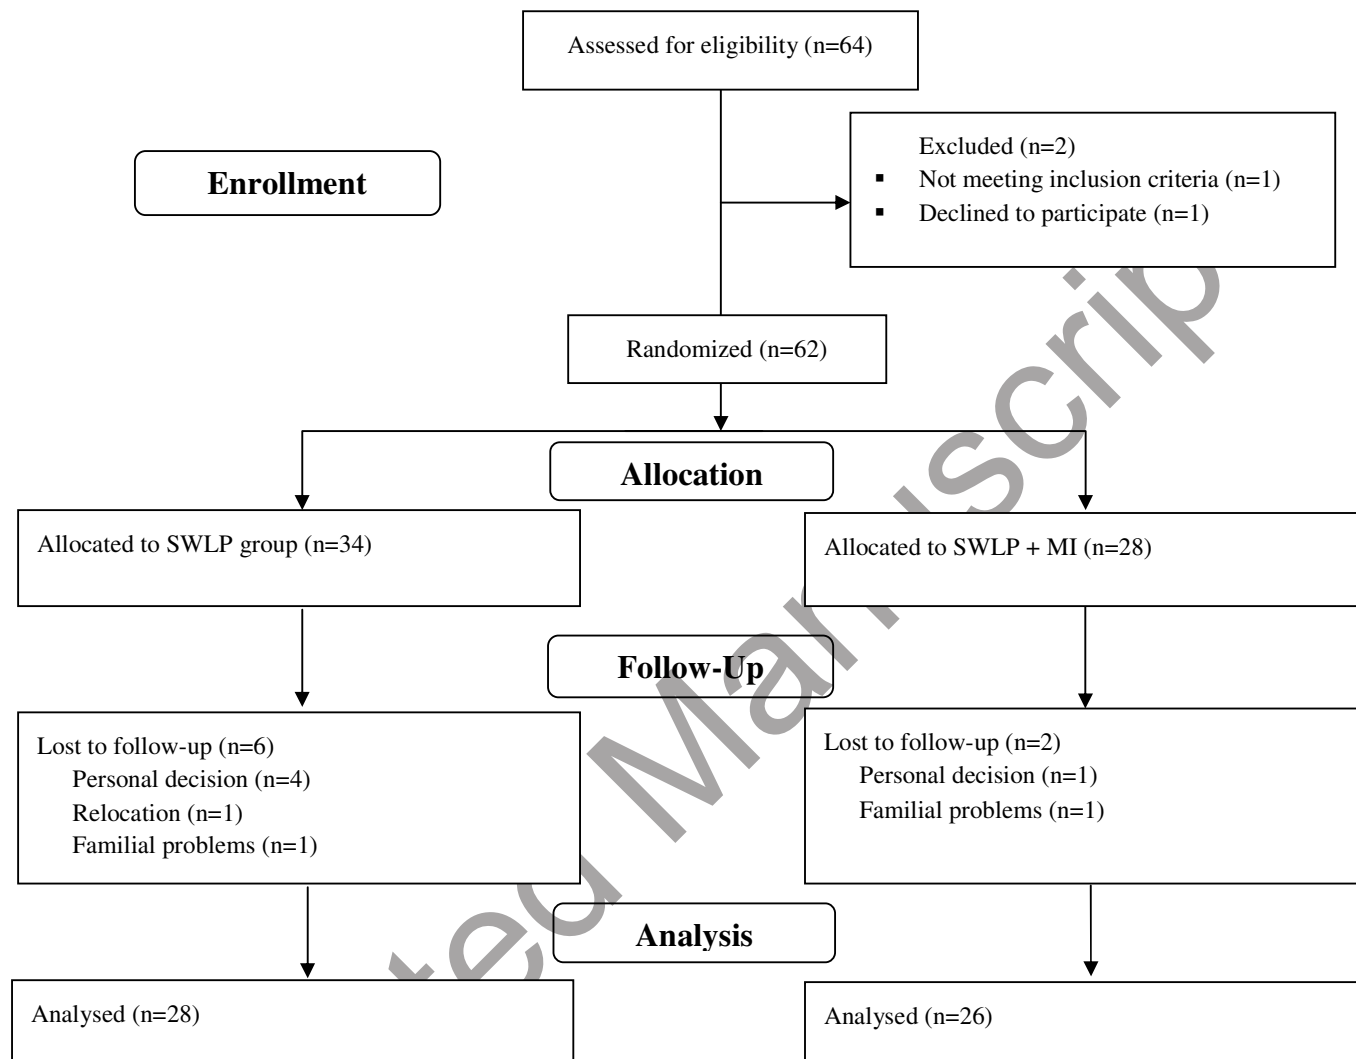 Assessed for eligibility (n=64)
Excluded (n=2)
▪ Not meeting inclusion criteria (n=1)
▪ Declined to participate (n=1)
Enrollment
Randomized (n=62)
Allocation
Allocated to SWLP group (n=34)
Allocated to SWLP + MI (n=28)
Follow-Up
Lost to follow-up (n=6)
Personal decision (n=4)
Relocation (n=1)
Familial problems (n=1)
Lost to follow-up (n=2)
Personal decision (n=1)
Familial problems (n=1)
Analysis
Analysed (n=28)
Analysed (n=26)